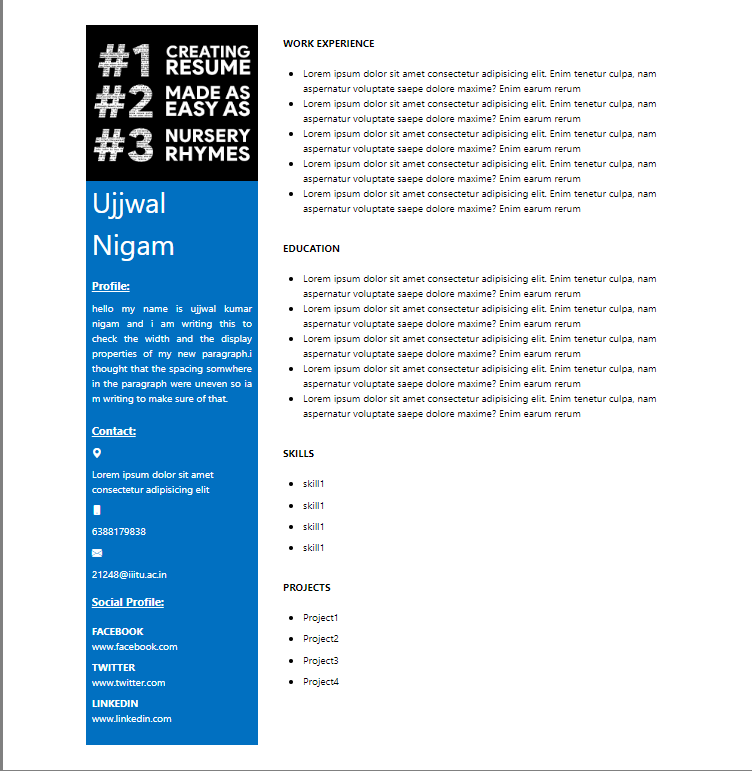 #1 CREATING
RESUME
#2 MADE AS
EASY AS
#3 NURSERY
RHYMES
Ujjwal
Nigam
Profile:
hello my name is ujjwal kumar
nigam and i am writing this to
check the width and the display
properties of my new paragraph.i
thought that the spacing somwhere
in the paragraph were uneven so ia
m writing to make sure of that.
Contact:
Lorem ipsum dolor sit amet
consectetur adipisicing elit
6388179838
21248@iiitu.ac.in
Social Profile:
FACEBOOK
www.facebook.com
TWITTER
www.twitter.com
LINKEDIN
www.linkedin.com
WORK EXPERIENCE
Lorem ipsum dolor sit amet consectetur adipisicing elit. Enim tenetur culpa, nam
aspernatur voluptate saepe dolore maxime? Enim earum rerum
Lorem ipsum dolor sit amet consectetur adipisicing elit. Enim tenetur culpa, nam
aspernatur voluptate saepe dolore maxime? Enim earum rerum
Lorem ipsum dolor sit amet consectetur adipisicing elit. Enim tenetur culpa, nam
aspernatur voluptate saepe dolore maxime? Enim earum rerum
Lorem ipsum dolor sit amet consectetur adipisicing elit. Enim tenetur culpa, nam
aspernatur voluptate saepe dolore maxime? Enim earum rerum
Lorem ipsum dolor sit amet consectetur adipisicing elit. Enim tenetur culpa, nam
aspernatur voluptate saepe dolore maxime? Enim earum rerum
EDUCATION
Lorem ipsum dolor sit amet consectetur adipisicing elit. Enim tenetur culpa, nam
aspernatur voluptate saepe dolore maxime? Enim earum rerum
Lorem ipsum dolor sit amet consectetur adipisicing elit. Enim tenetur culpa, nam
aspernatur voluptate saepe dolore maxime? Enim earum rerum
Lorem ipsum dolor sit amet consectetur adipisicing elit. Enim tenetur culpa, nam
aspernatur voluptate saepe dolore maxime? Enim earum rerum
Lorem ipsum dolor sit amet consectetur adipisicing elit. Enim tenetur culpa, nam
aspernatur voluptate saepe dolore maxime? Enim earum rerum
Lorem ipsum dolor sit amet consectetur adipisicing elit. Enim tenetur culpa, nam
aspernatur voluptate saepe dolore maxime? Enim earum rerum
SKILLS
skill1
skill1
skill1
skill1
PROJECTS
Project1
Project2
Project3
Project4